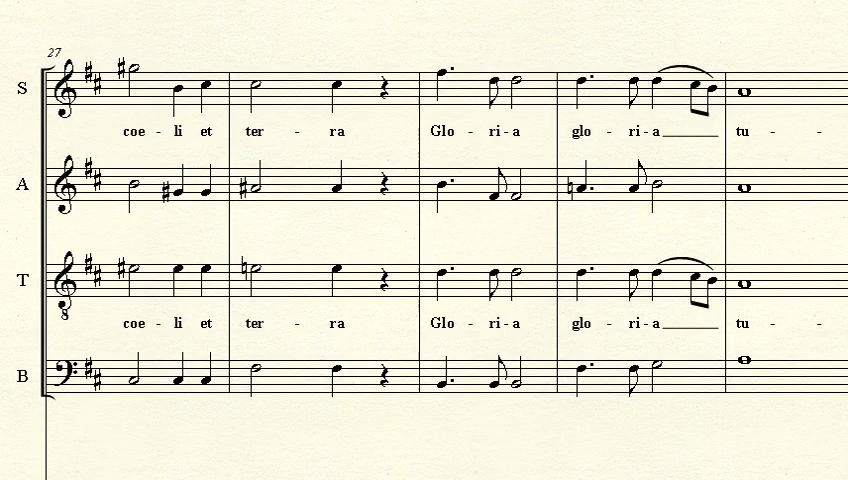 27
S
coe - li et ter - ra Glo - ri - a glo - ri - a tu - -
A
T
8
coe - li et ter - ra Glo - ri - a glo - ri - a tu - -
B